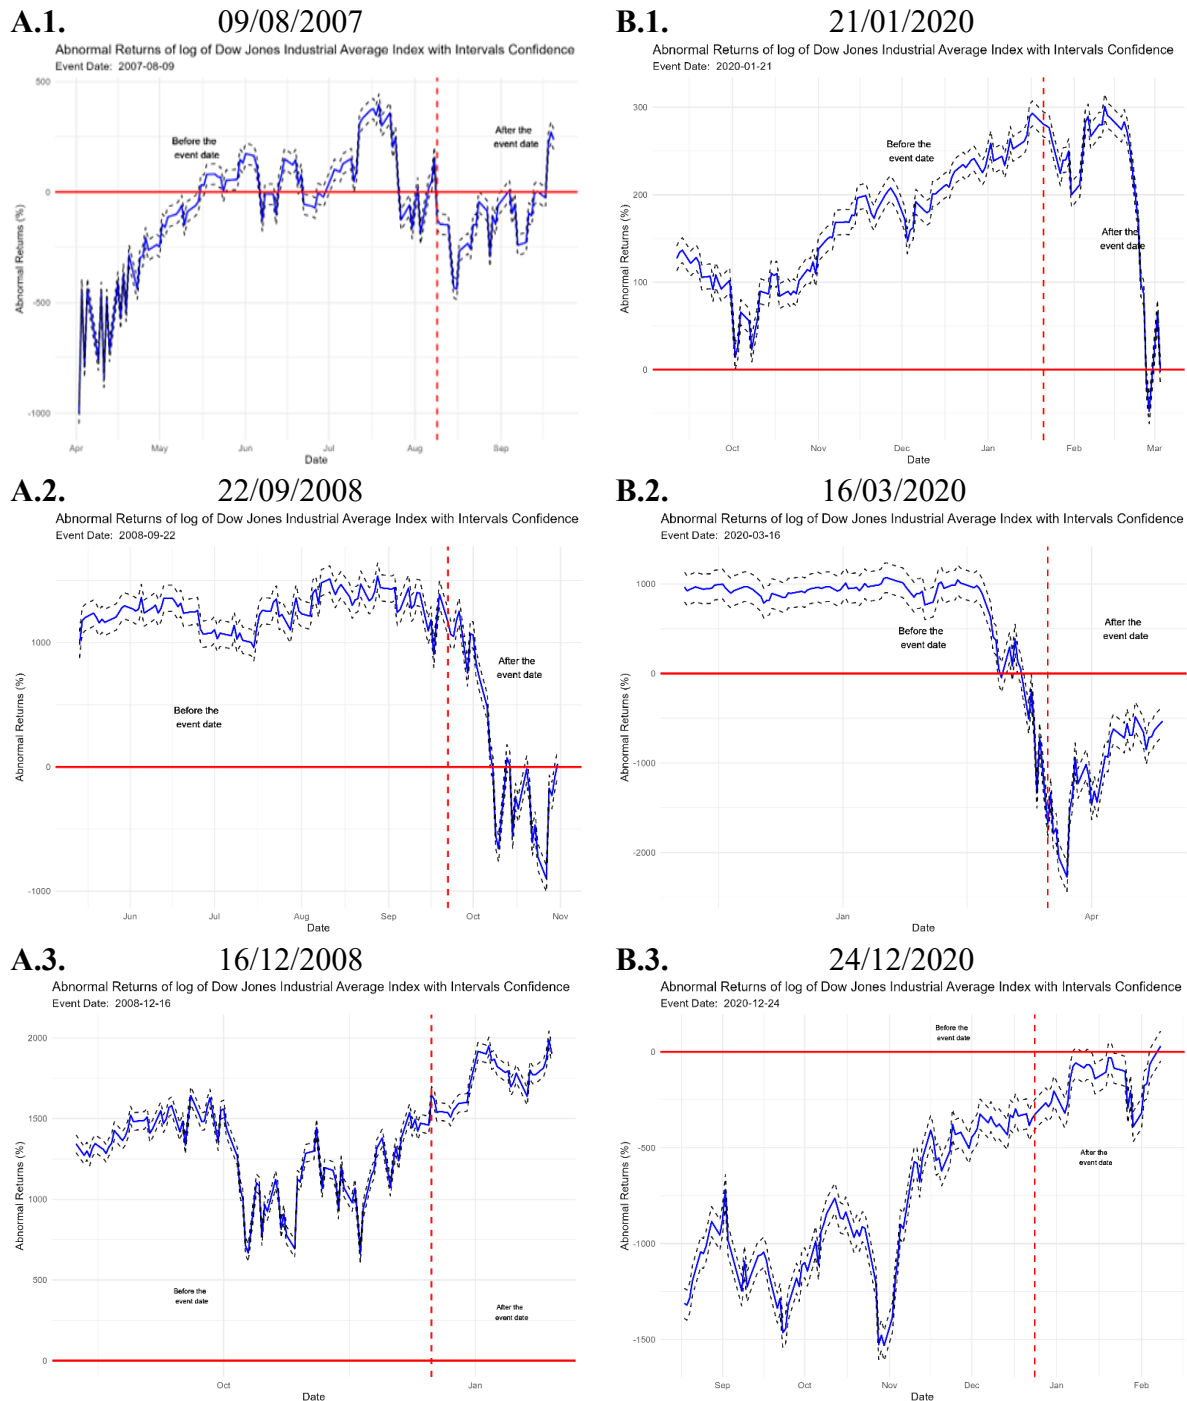 A.1. 09/08/2007
Abnormal Returns of log of Dow Jones Industrial Average Index with Intervals Confidence
Event Date: 2007-08-09
500
0
-500
-1000
Abnormal Returns (%)
Before the
event date
After the
event date
Apr May Jun Jul Aug Sep
Date
B.1. 21/01/2020
Abnormal Returns of log of Dow Jones Industrial Average Index with Intervals Confidence
Event Date: 2020-01-21
300
200
100
0
Abnormal Returns (%)
Before the
event date
After the
event date
Oct Nov Dec Jan Feb Mar
Date
A.2. 22/09/2008
Abnormal Returns of log of Dow Jones Industrial Average Index with Intervals Confidence
Event Date: 2008-09-22
1000
0
-1000
Abnormal Returns (%)
Before the
event date
After the
event date
Jun Jul Aug Sep Oct Nov
Date
B.2. 16/03/2020
Abnormal Returns of log of Dow Jones Industrial Average Index with Intervals Confidence
Event Date: 2020-03-16
1000
0
-1000
-2000
Abnormal Returns (%)
Before the
event date
After the
event date
Jan Apr
Date
A.3. 16/12/2008
Abnormal Returns of log of Dow Jones Industrial Average Index with Intervals Confidence
Event Date: 2008-12-16
2000
1500
1000
500
0
Abnormal Returns (%)
Before the
event date
After the
event date
Oct Jan
Date
B.3. 24/12/2020
Abnormal Returns of log of Dow Jones Industrial Average Index with Intervals Confidence
Event Date: 2020-12-24
0
-500
-1000
-1500
Abnormal Returns (%)
Before the
event date
After the
event date
Sep Oct Nov Dec Jan Feb
Date